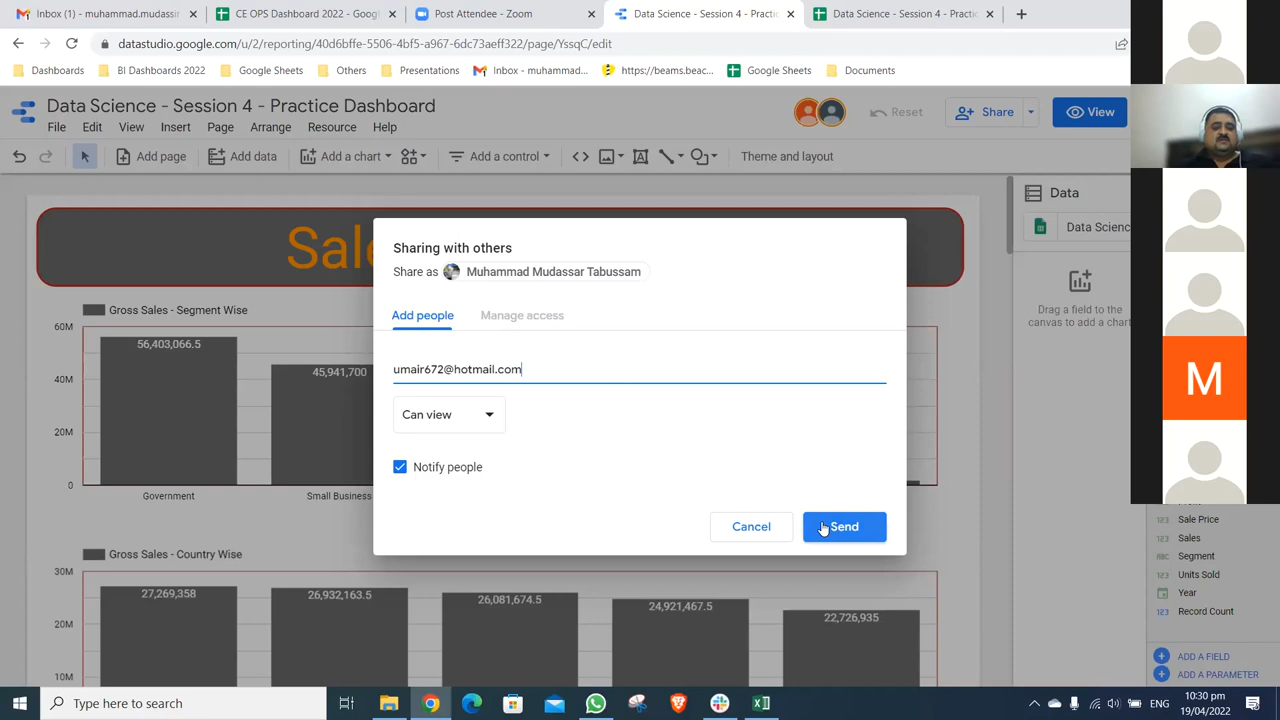 Inbox (1) - muhammad.mudassir
CE OPS Dashboard 2022 - Googl
Post Attendee - Zoom
Data Science - Session 4 - Practic
Data Science - Session 4 - Practic
datastudio.google.com/u/2/reporting/40d6bffe-5506-4bf5-a967-6dc73aeff322/page/YssqC/edit
Dashboards
BI Dashboards 2022
Google Sheets
Others
Presentations
Inbox - muhammad...
https://beams.beac...
Google Sheets
Documents
Data Science - Session 4 - Practice Dashboard
File Edit View Insert Page Arrange Resource Help
Reset
Share
View
Add page
Add data
Add a chart
Add a control
Theme and layout
Data
Data Scienc
Drag a field to the
canvas to add a chart
Sale
Gross Sales - Segment Wise
60M
40M
20M
0
56,403,066.5
45,941,700
Government
Small Business
Gross Sales - Country Wise
30M
20M
10M
27,269,358
26,932,163.5
26,081,674.5
24,921,467.5
22,726,935
Sharing with others
Share as Muhammad Mudassar Tabussam
Add people
Manage access
umair672@hotmail.com
Can view
Notify people
Cancel
Send
M
123 Sale Price
123 Sales
ABC Segment
123 Units Sold
Year
123 Record Count
ADD A FIELD
ADD A PARAMETER
Type here to search
ENG
10:30 pm
19/04/2022